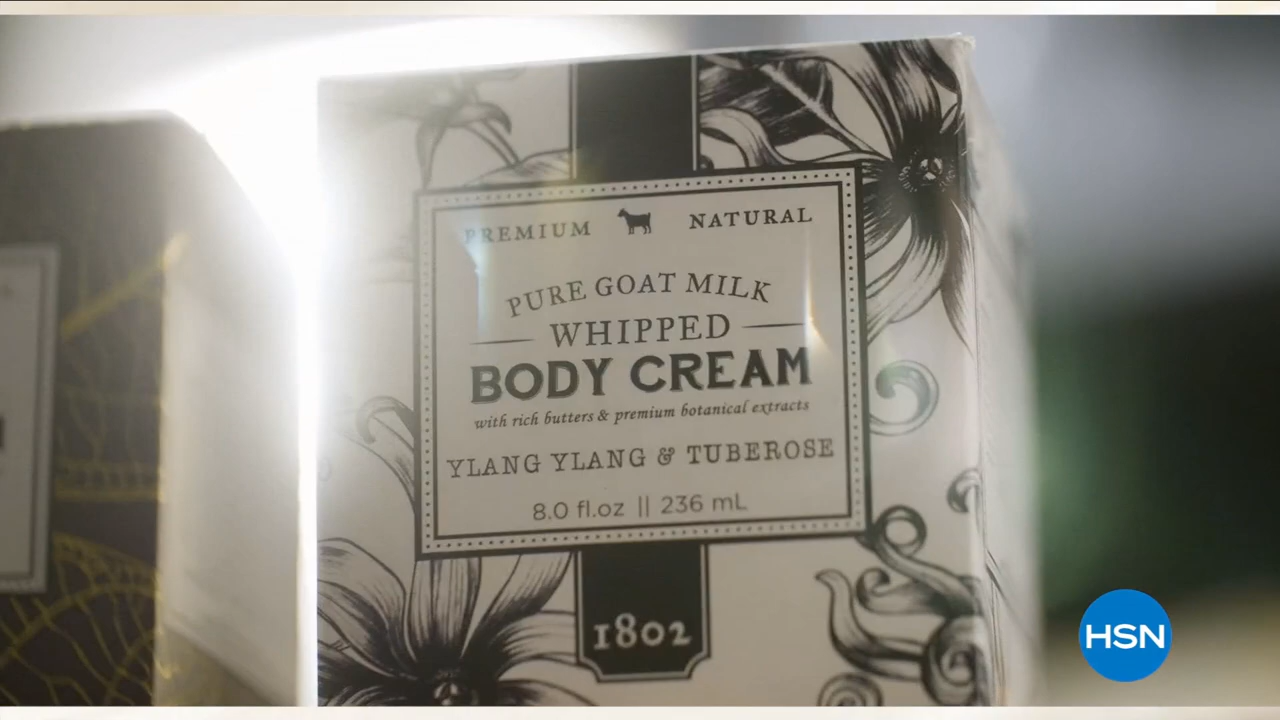 PREMIUM NATURAL
PURE GOAT MILK
WHIPPED
BODY CREAM
with rich butters & premium botanical extracts
YLANG YLANG & TUBEROSE
8.0 fl.oz || 236 mL
1802
HSN